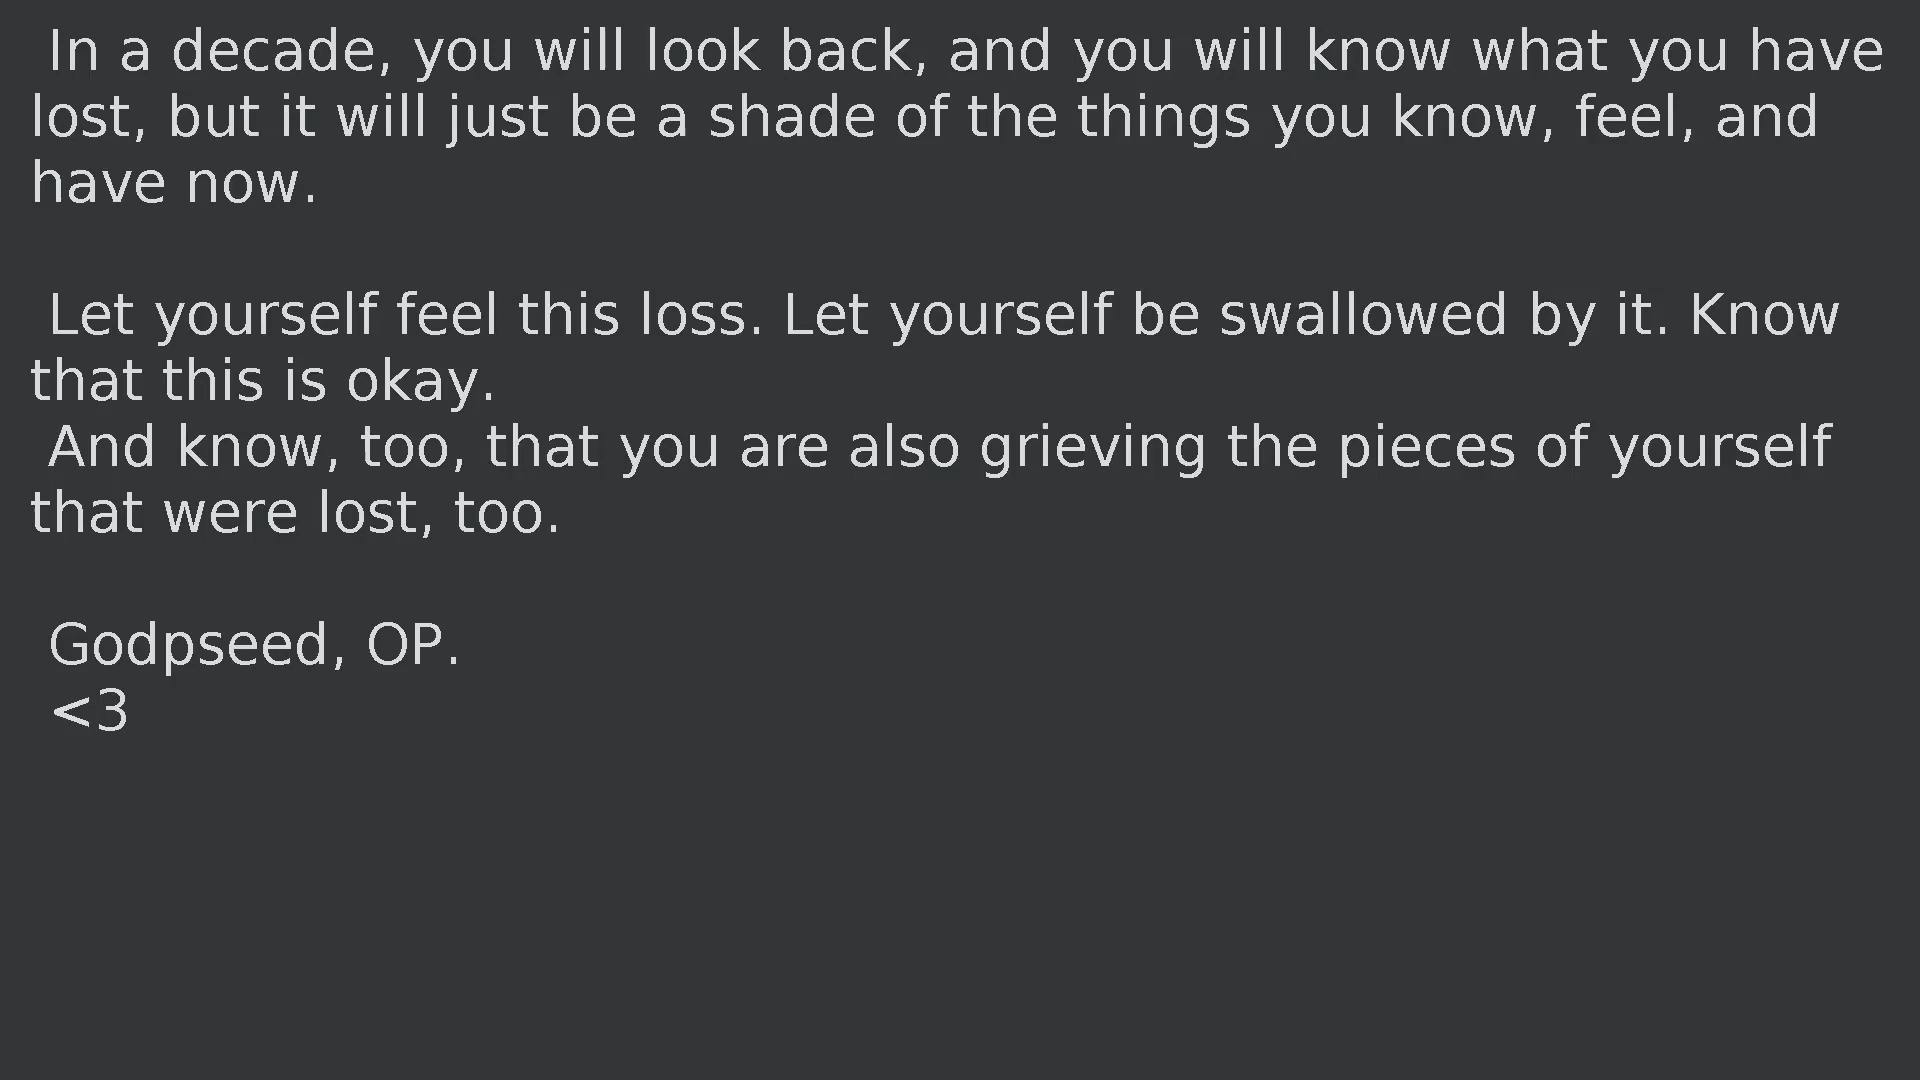 In a decade, you will look back, and you will know what you have
lost, but it will just be a shade of the things you know, feel, and
have now.
Let yourself feel this loss. Let yourself be swallowed by it. Know
that this is okay.
And know, too, that you are also grieving the pieces of yourself
that were lost, too.
Godpseed, OP.
<3